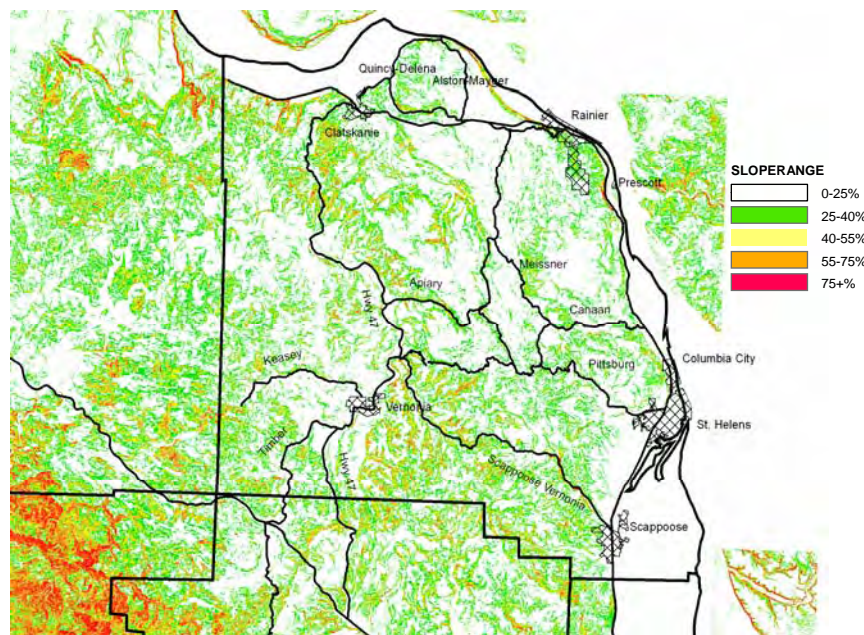 Quincy-Delena
Alston-Mayger
Rainier
Clatskanie
SLOPERANGE
Prescott
0-25%
25-40%
40-55%
55-75%
75+%
Meissner
Apiary
Hwy 47
Canaan
Keasey
Pittsburg
Columbia City
Vernonia
St. Helens
Timber
Hwy 47
Scappoose Vernonia
Scappoose